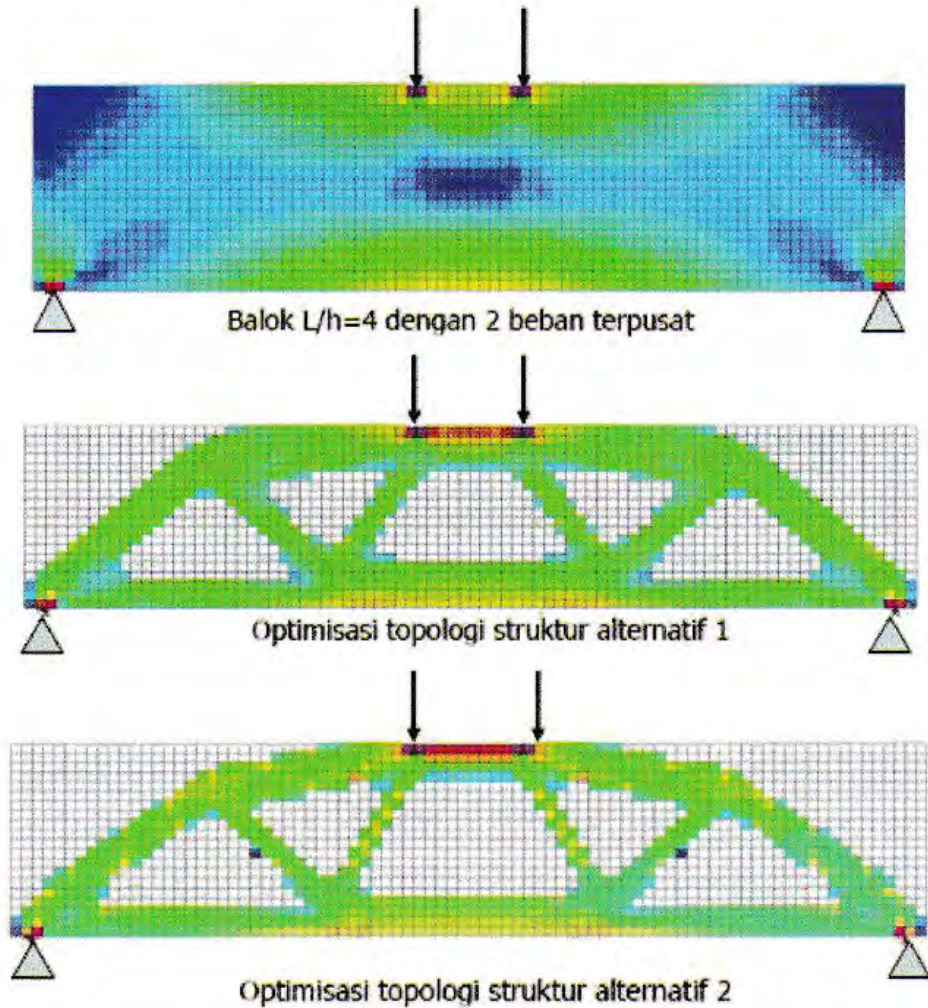 Balok L/h=4 dengan 2 beban terpusat
Optimisasi topologi struktur alternatif 1
Optimisasi topologi struktur alternatif 2